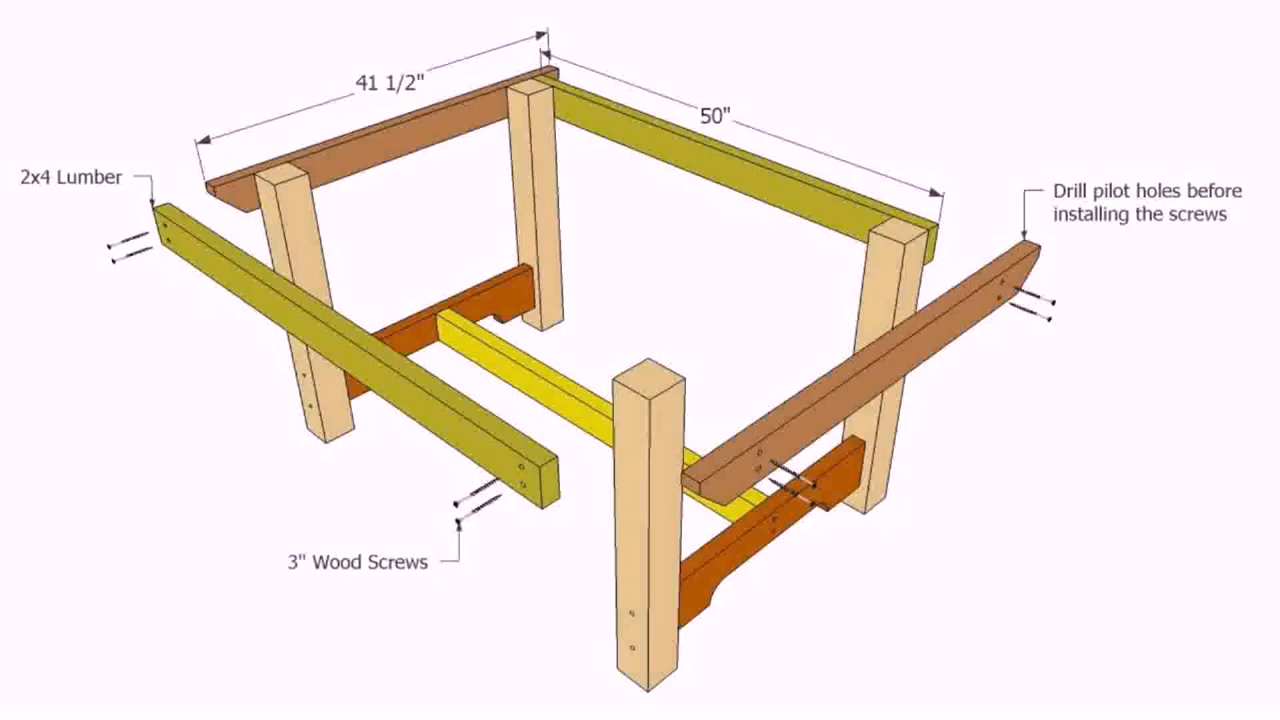 41 1/2"
50"
2x4 Lumber
Drill pilot holes before
installing the screws
3" Wood Screws